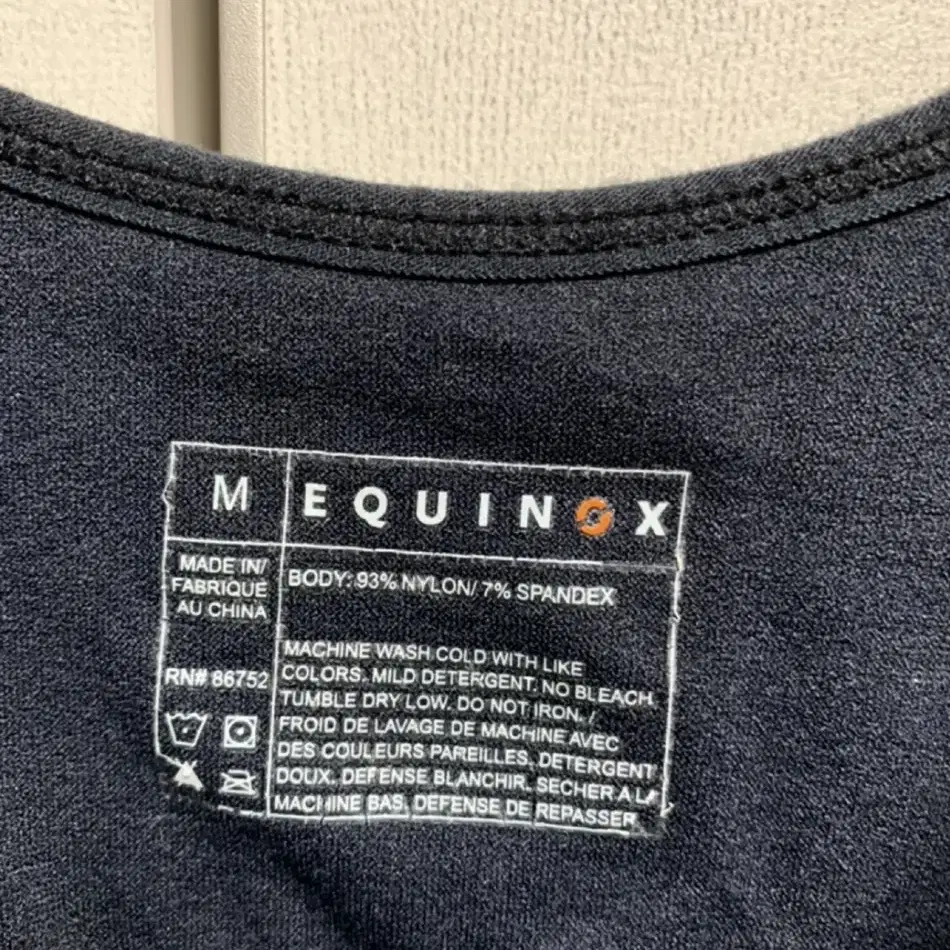 M
EQUINOX
MADE IN/
FABRIQUE
AU CHINA
RN# 86752
BODY: 93% NYLON/ 7% SPANDEX
MACHINE WASH COLD WITH LIKE
COLORS. MILD DETERGENT. NO BLEACH.
TUMBLE DRY LOW. DO NOT IRON. /
FROID DE LAVAGE DE MACHINE AVEC
DES COULEURS PAREILLES. DETERGENT
DOUX. DEFENSE BLANCHIR. SECHER A LA
MACHINE BAS. DEFENSE DE REPASSER